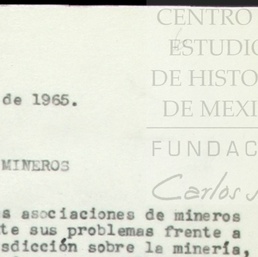 CENTRO
ESTUDIO
DE HISTO
DE MEXI
FUNDAC
Carlos
de 1965.
MINEROS
s asociaciones de mineros
te sus problemas frente a
sdicción sobre la minería,